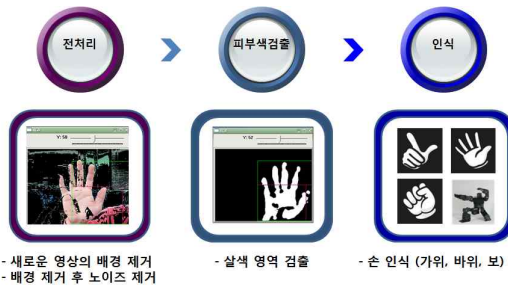 전처리
피부색검출
인식
Y: 50
Y: 50
- 새로운 영상의 배경 제거
- 배경 제거 후 노이즈 제거
- 살색 영역 검출
- 손 인식 (가위, 바위, 보)